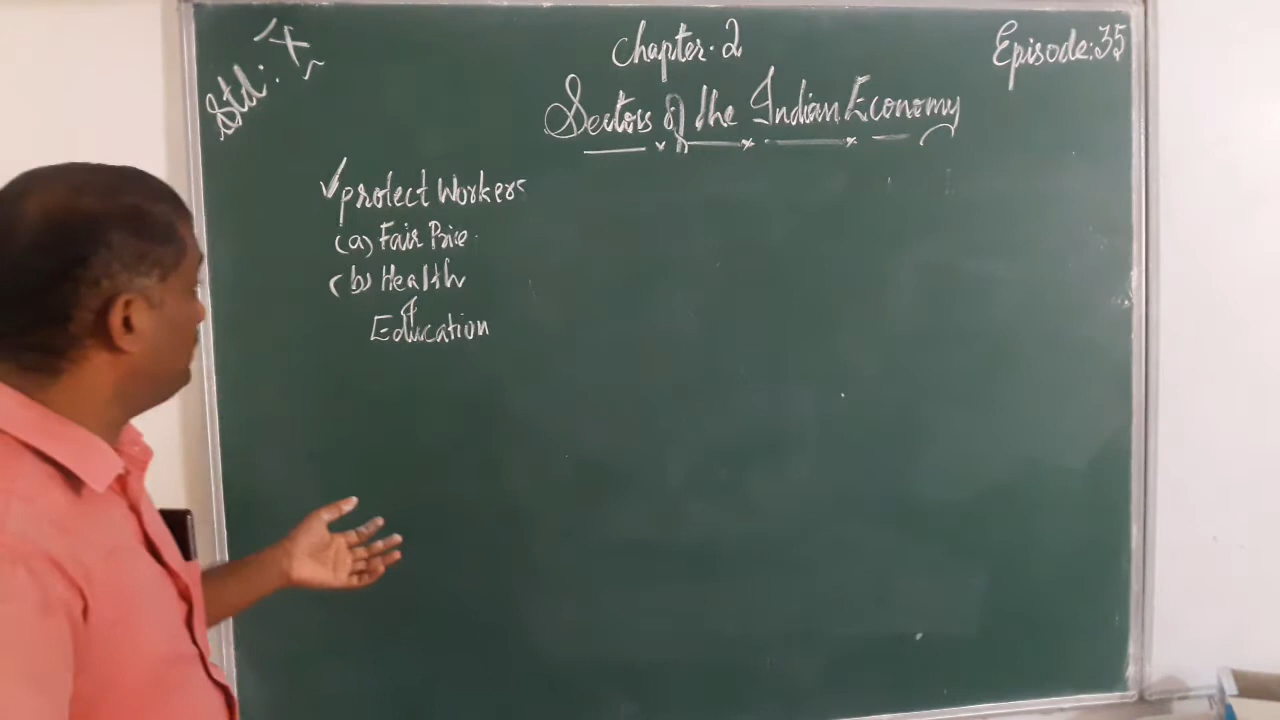 Std: X
Chapter. 2
Episode: 35
Sectors of the Indian Economy
✓ protect Workers
(a) Fair Price.
(b) Health
&
Education